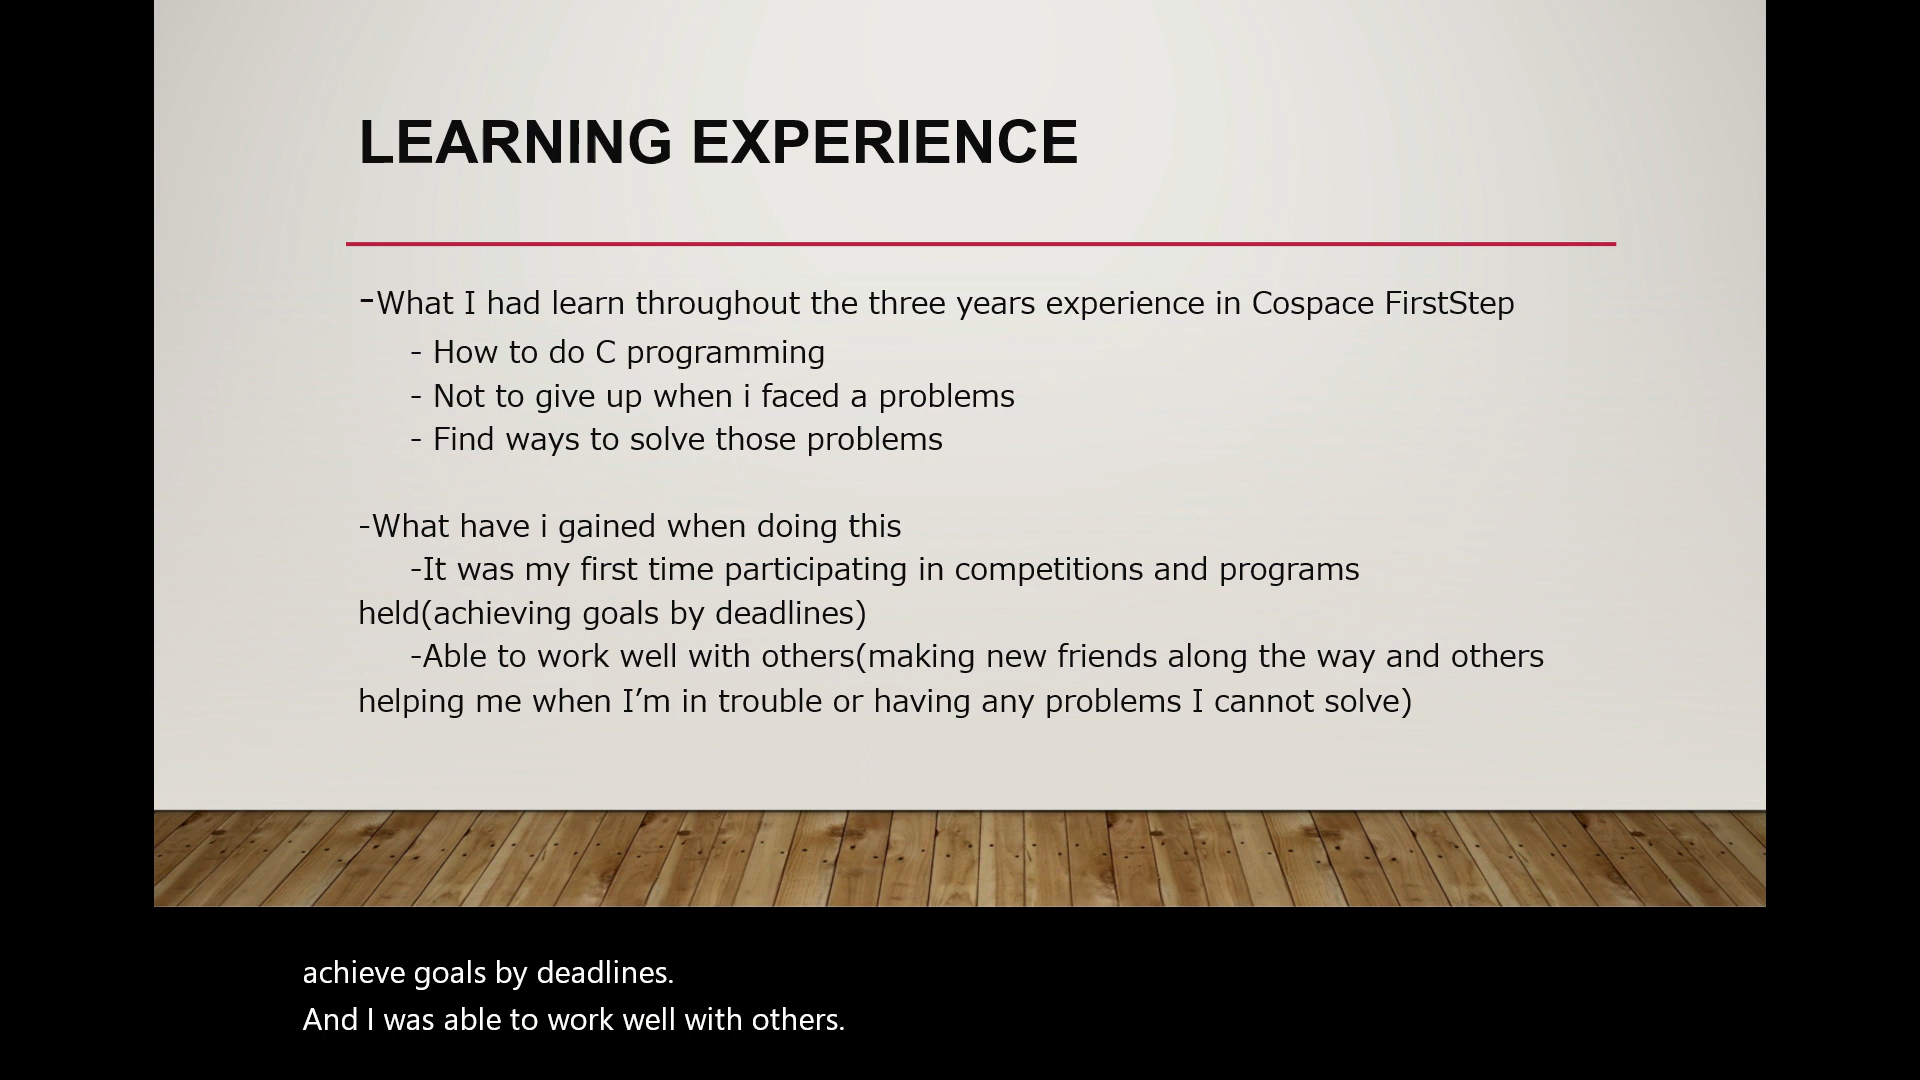 LEARNING EXPERIENCE
-What I had learn throughout the three years experience in Cospace FirstStep
- How to do C programming
- Not to give up when i faced a problems
- Find ways to solve those problems
-What have i gained when doing this
-It was my first time participating in competitions and programs
held(achieving goals by deadlines)
-Able to work well with others(making new friends along the way and others
helping me when I’m in trouble or having any problems I cannot solve)
achieve goals by deadlines.
And I was able to work well with others.